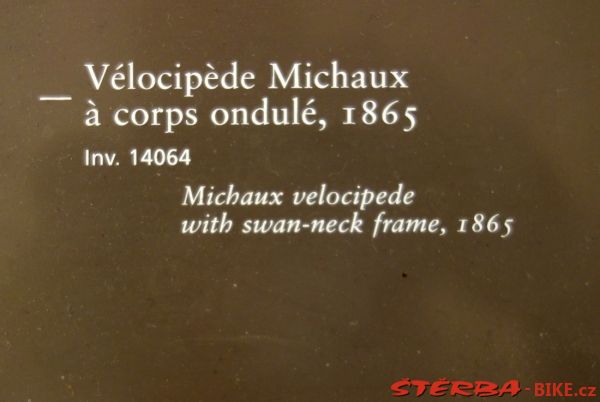 — Vélocipède Michaux
à corps ondulé, 1865
Inv. 14064
Michaux velocipede
with swan-neck frame, 1865
ŠTĚRBA-BIKE.cz